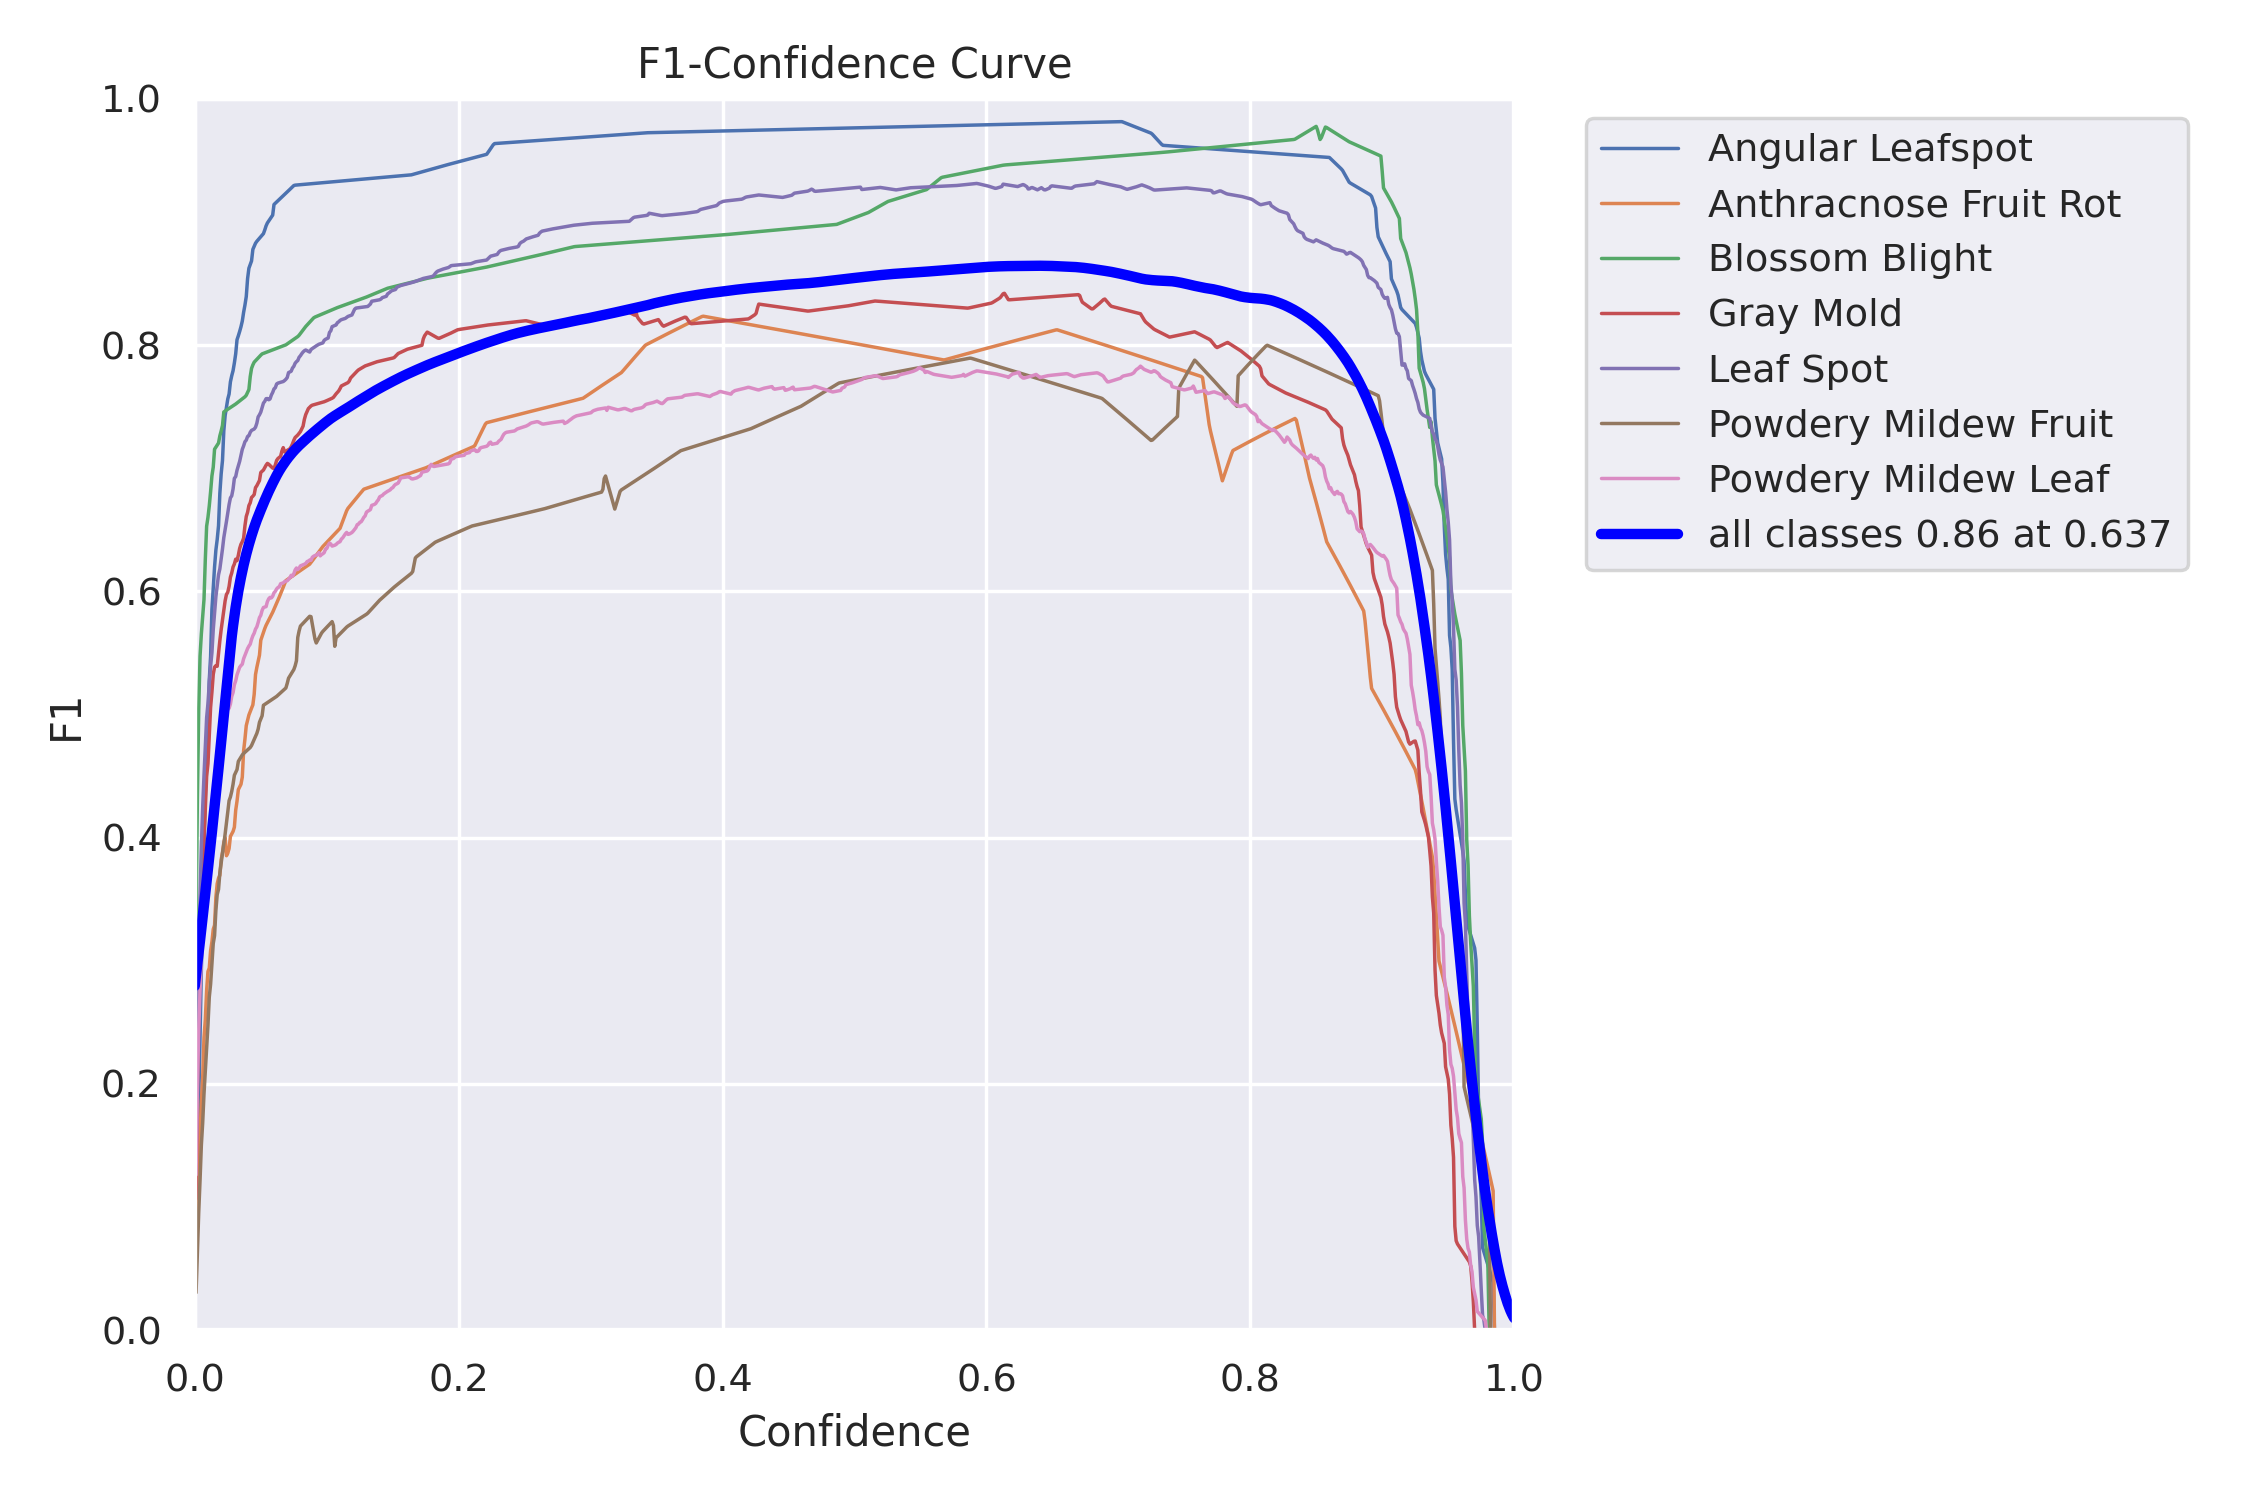 F1-Confidence Curve
1.0
0.8
0.6
0.4
0.2
0.0
F1
0.0 0.2 0.4 0.6 0.8 1.0
Confidence
Angular Leafspot
Anthracnose Fruit Rot
Blossom Blight
Gray Mold
Leaf Spot
Powdery Mildew Fruit
Powdery Mildew Leaf
all classes 0.86 at 0.637